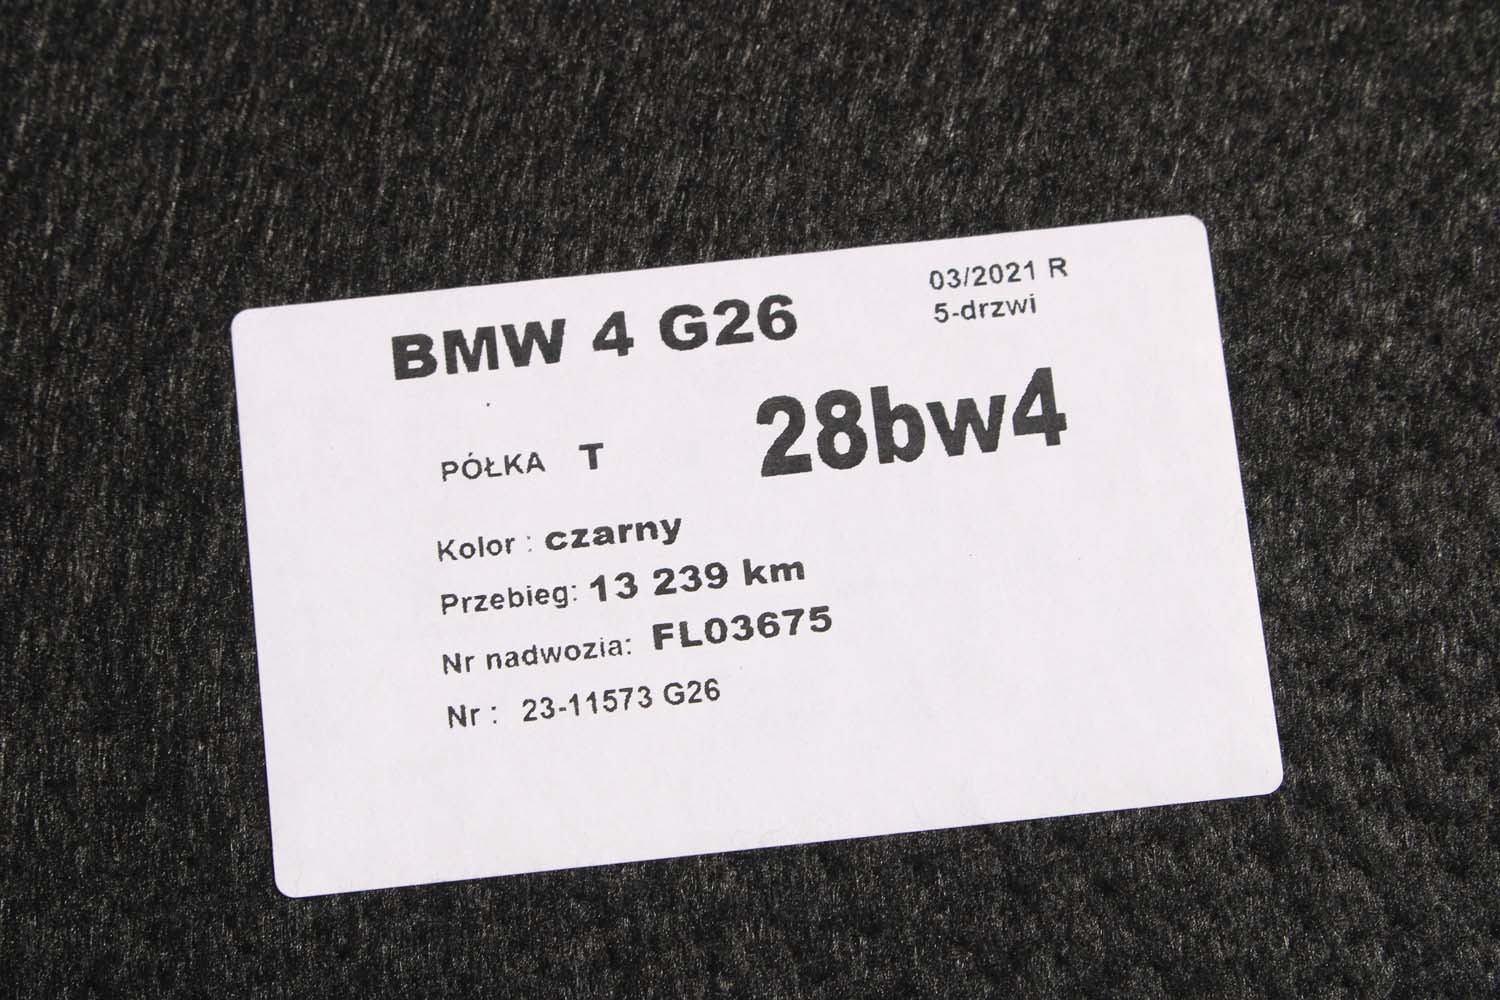 BMW 4 G26
03/2021 R
5-drzwi
28bw4
PÓŁKA T
Kolor : czarny
Przebieg: 13 239 km
Nr nadwozia: FL03675
Nr : 23-11573 G26